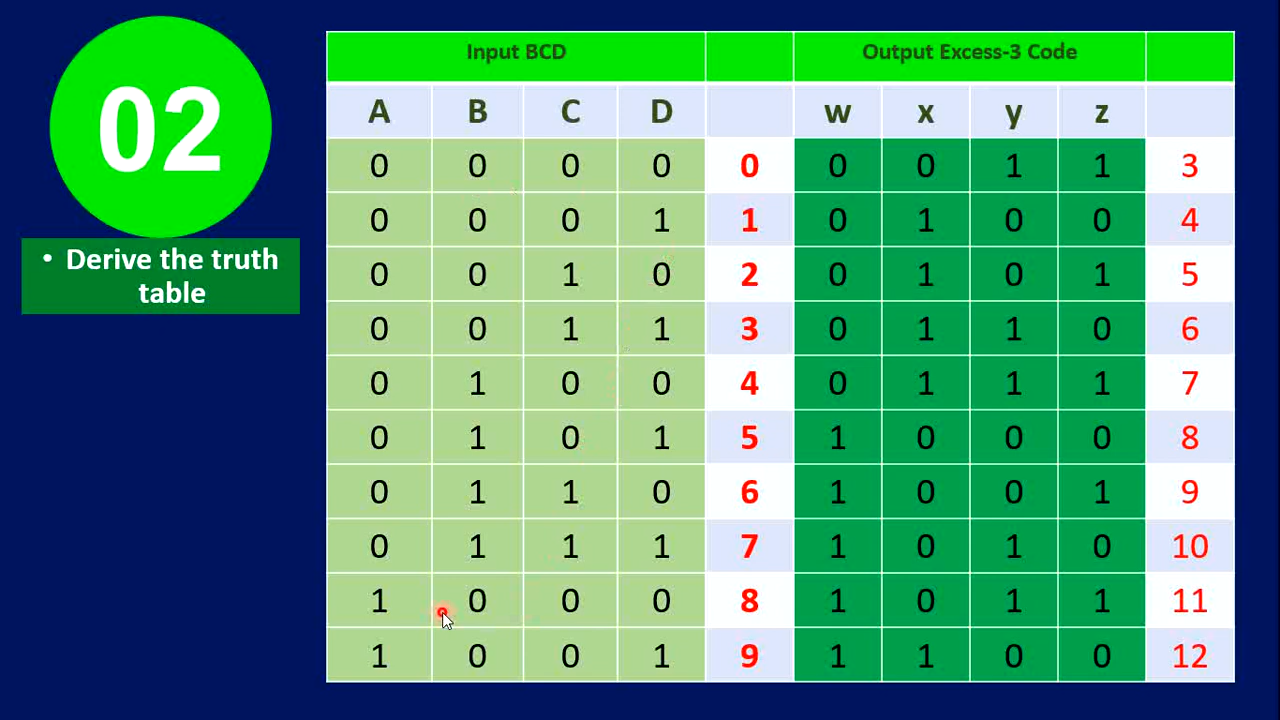 02
• Derive the truth
table
Input BCD Output Excess-3 Code
A B C D w x y z
0 0 0 0 0 0 0 1 1 3
0 0 0 1 1 0 1 0 0 4
0 0 1 0 2 0 1 0 1 5
0 0 1 1 3 0 1 1 0 6
0 1 0 0 4 0 1 1 1 7
0 1 0 1 5 1 0 0 0 8
0 1 1 0 6 1 0 0 1 9
0 1 1 1 7 1 0 1 0 10
1 0 0 0 8 1 0 1 1 11
1 0 0 1 9 1 1 0 0 12